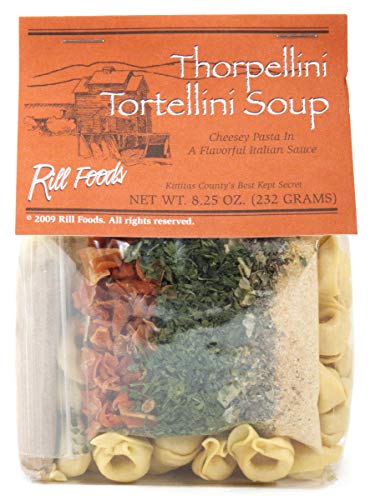 Thorpellini
Tortellini Soup
Cheesey Pasta In
A Flavorful Italian Sauce
Rill Foods
Kittitas County's Best Kept Secret
NET WT. 8.25 OZ. (232 GRAMS)
© 2009 Rill Foods. All rights reserved.